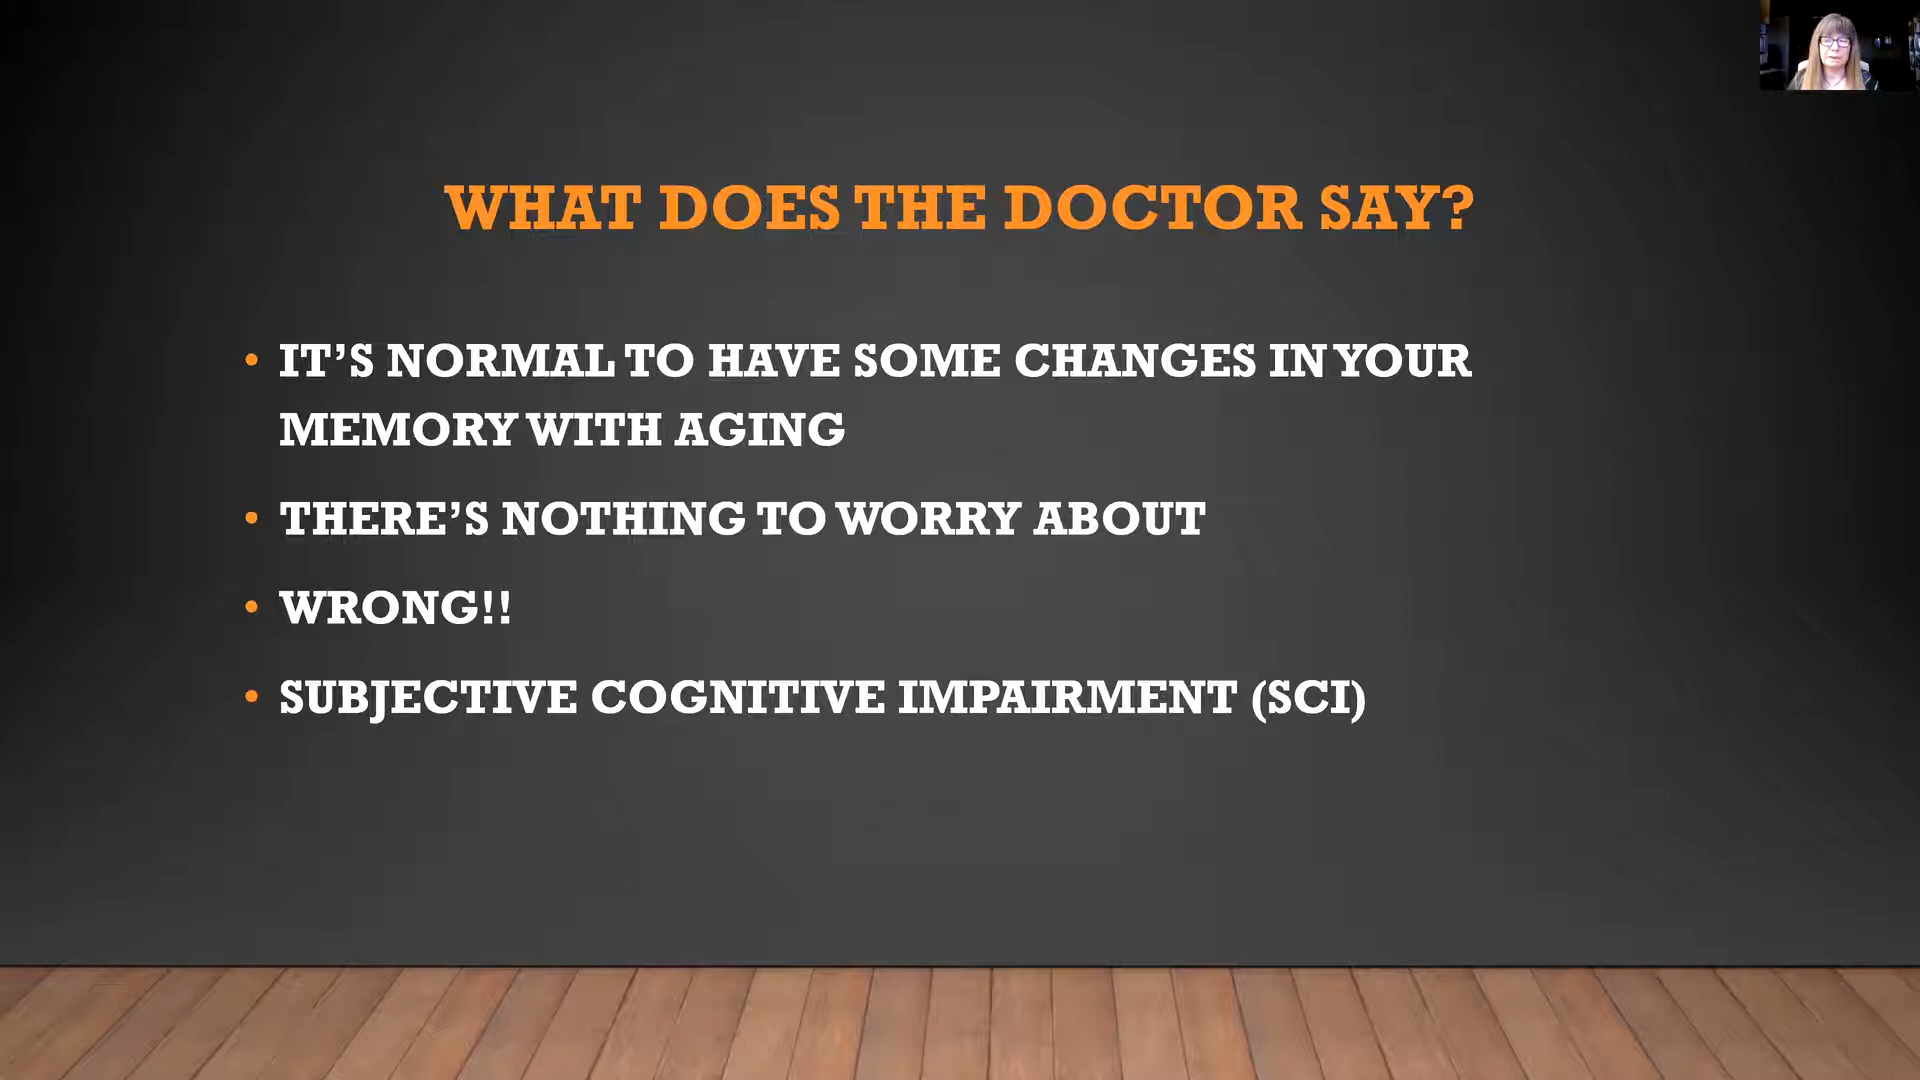 WHAT DOES THE DOCTOR SAY?
• IT’S NORMAL TO HAVE SOME CHANGES IN YOUR
MEMORY WITH AGING
• THERE’S NOTHING TO WORRY ABOUT
• WRONG!!
• SUBJECTIVE COGNITIVE IMPAIRMENT (SCI)